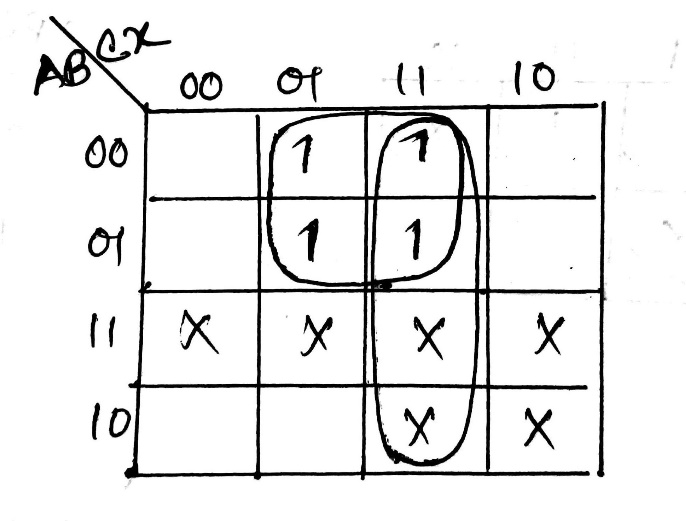 AB Cx
00 01 11 10
00 1 1
01 1 1
11 X X X X
10 X X